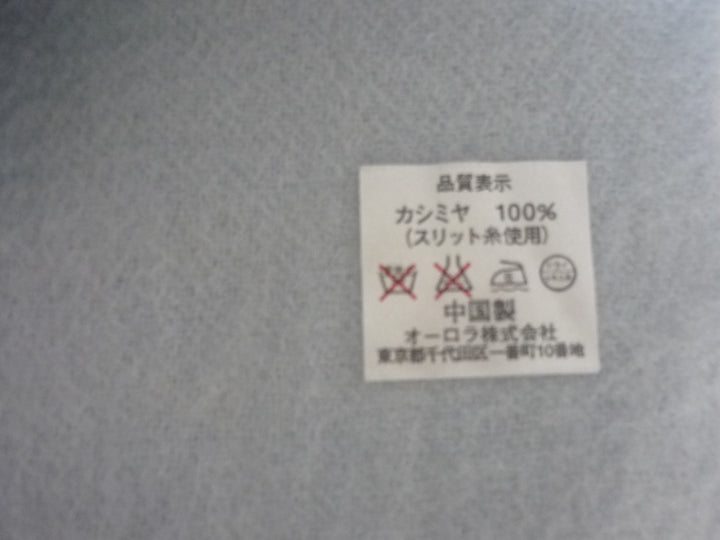 品質表示
カシミヤ 100%
(スリット糸使用)
中国製
オーロラ株式会社
東京都千代田区一番町10番地